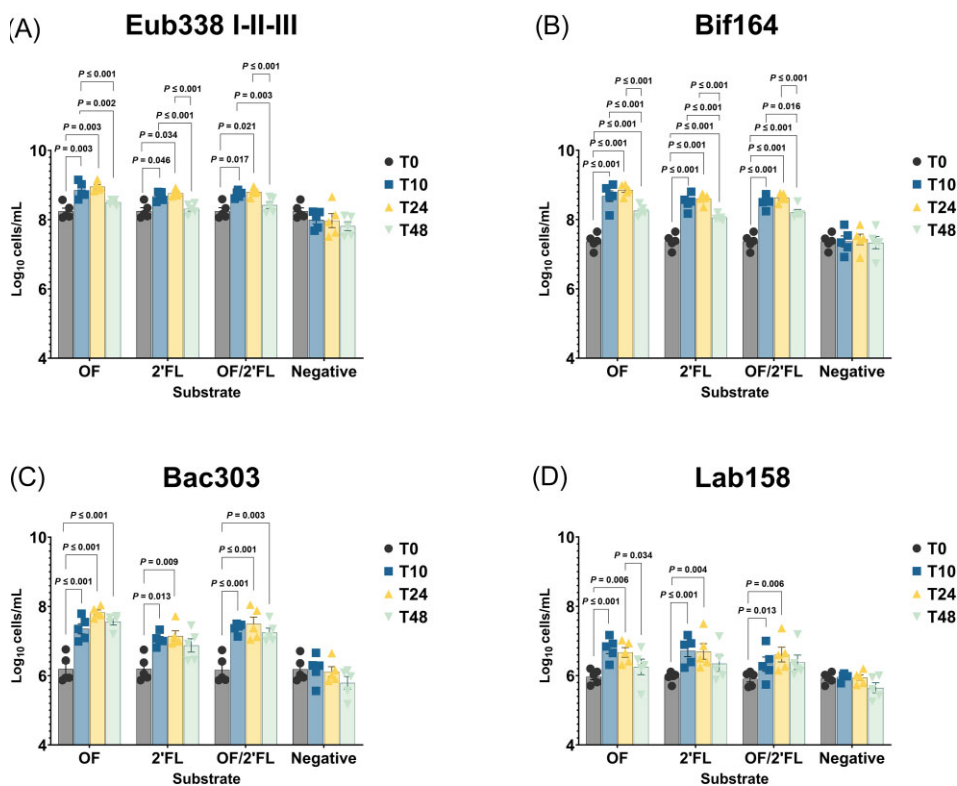 (A)
Eub338 I-II-III
P ≤ 0.001
P ≤ 0.001
P = 0.002
P ≤ 0.001
P = 0.003
P = 0.003
P = 0.034
P = 0.021
P = 0.003
P = 0.046
P = 0.017
10
8
6
4
Log10 cells/mL
T0
T10
T24
T48
OF
2'FL
OF/2'FL
Negative
Substrate
(B)
Bif164
P ≤ 0.001
P ≤ 0.001
P ≤ 0.001
P ≤ 0.001
P ≤ 0.001
P = 0.016
P ≤ 0.001
P ≤ 0.001
P ≤ 0.001
P ≤ 0.001
P ≤ 0.001
P ≤ 0.001
P ≤ 0.001
P ≤ 0.001
P ≤ 0.001
10
8
6
4
Log10 cells/mL
T0
T10
T24
T48
OF
2'FL
OF/2'FL
Negative
Substrate
(C)
Bac303
P ≤ 0.001
P = 0.003
P ≤ 0.001
P = 0.009
P ≤ 0.001
P ≤ 0.001
P = 0.013
P ≤ 0.001
10
8
6
4
Log10 cells/mL
T0
T10
T24
T48
OF
2'FL
OF/2'FL
Negative
Substrate
(D)
Lab158
P = 0.034
P = 0.006
P = 0.004
P = 0.006
P ≤ 0.001
P ≤ 0.001
P = 0.013
10
8
6
4
Log10 cells/mL
T0
T10
T24
T48
OF
2'FL
OF/2'FL
Negative
Substrate